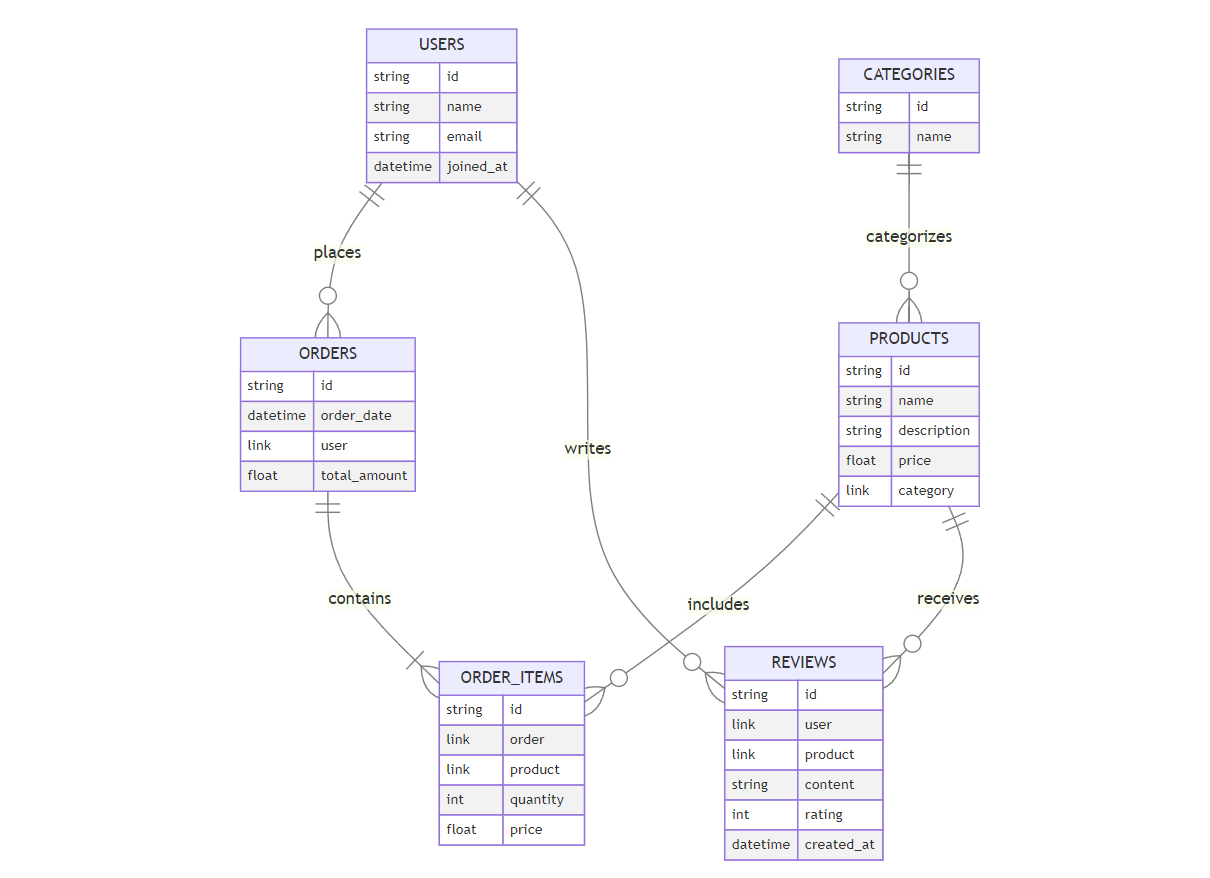 USERS
string id
string name
string email
datetime joined_at
CATEGORIES
string id
string name
places
categorizes
ORDERS
string id
datetime order_date
link user
float total_amount
PRODUCTS
string id
string name
string description
float price
link category
writes
contains
includes
receives
ORDER_ITEMS
string id
link order
link product
int quantity
float price
REVIEWS
string id
link user
link product
string content
int rating
datetime created_at